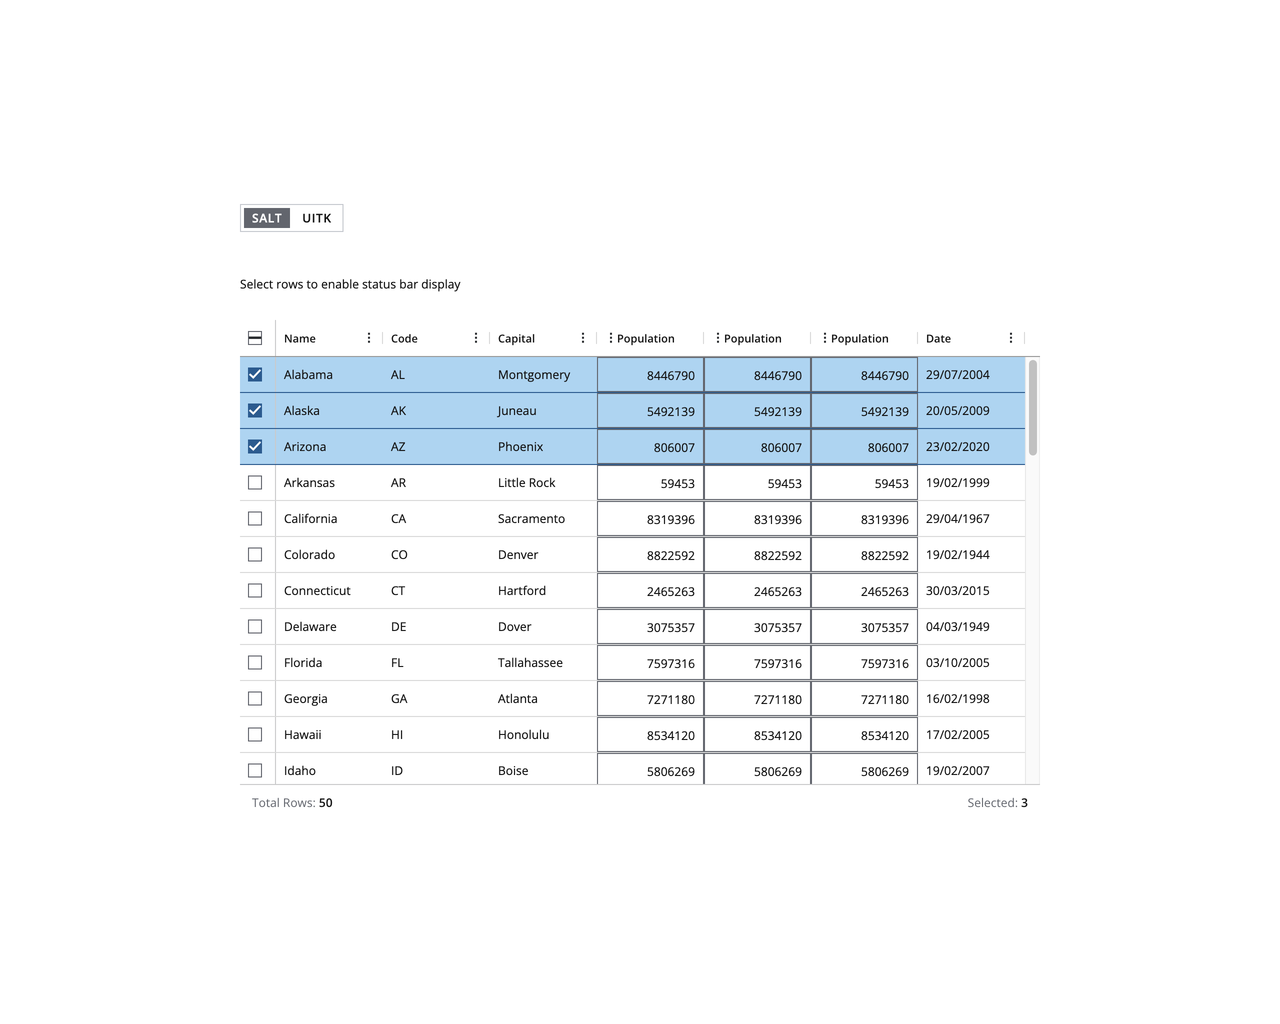 SALT UITK
Select rows to enable status bar display
Name Code Capital Population Population Population Date
Alabama AL Montgomery 8446790 8446790 8446790 29/07/2004
Alaska AK Juneau 5492139 5492139 5492139 20/05/2009
Arizona AZ Phoenix 806007 806007 806007 23/02/2020
Arkansas AR Little Rock 59453 59453 59453 19/02/1999
California CA Sacramento 8319396 8319396 8319396 29/04/1967
Colorado CO Denver 8822592 8822592 8822592 19/02/1944
Connecticut CT Hartford 2465263 2465263 2465263 30/03/2015
Delaware DE Dover 3075357 3075357 3075357 04/03/1949
Florida FL Tallahassee 7597316 7597316 7597316 03/10/2005
Georgia GA Atlanta 7271180 7271180 7271180 16/02/1998
Hawaii HI Honolulu 8534120 8534120 8534120 17/02/2005
Idaho ID Boise 5806269 5806269 5806269 19/02/2007
Total Rows: 50 Selected: 3